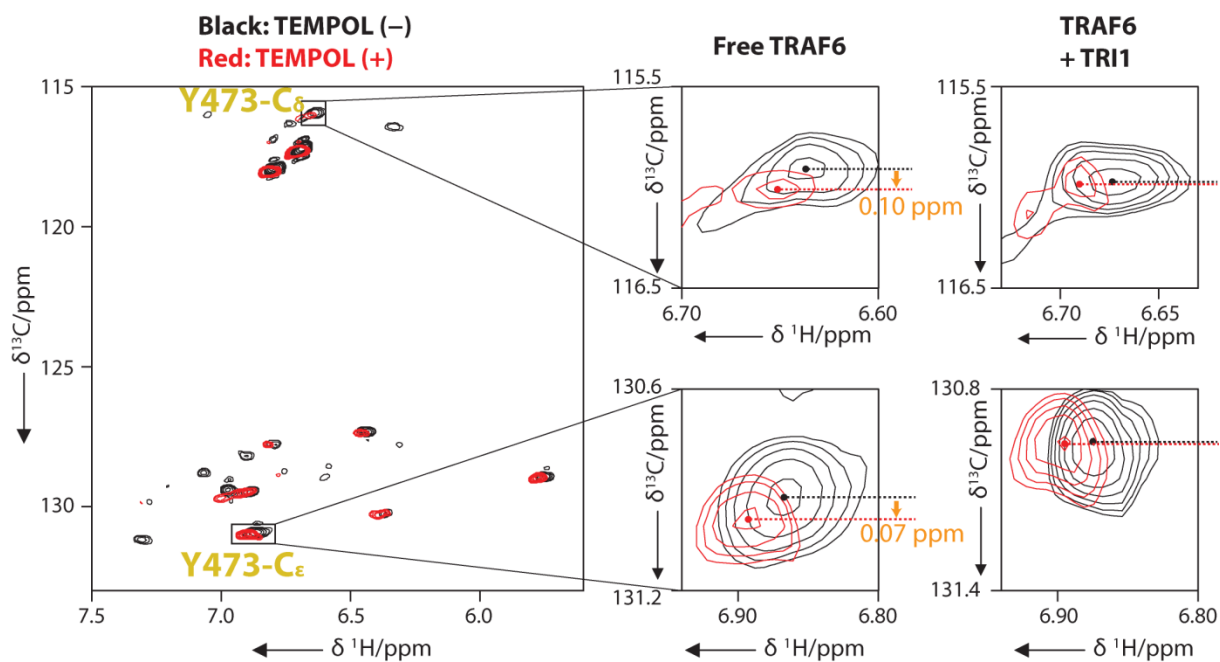 Black: TEMPOL (−)
Red: TEMPOL (+)
Free TRAF6
TRAF6
+ TRI1
115
120
125
130
δ¹³C/ppm
7.5
7.0
6.5
6.0
δ ¹H/ppm
Y473-Cδ
Y473-Cε
115.5
116.5
δ¹³C/ppm
0.10 ppm
6.70
6.60
δ ¹H/ppm
115.5
116.5
δ¹³C/ppm
6.70
6.65
δ ¹H/ppm
130.6
131.2
δ¹³C/ppm
0.07 ppm
6.90
6.80
δ ¹H/ppm
130.8
131.4
δ¹³C/ppm
6.90
6.80
δ ¹H/ppm